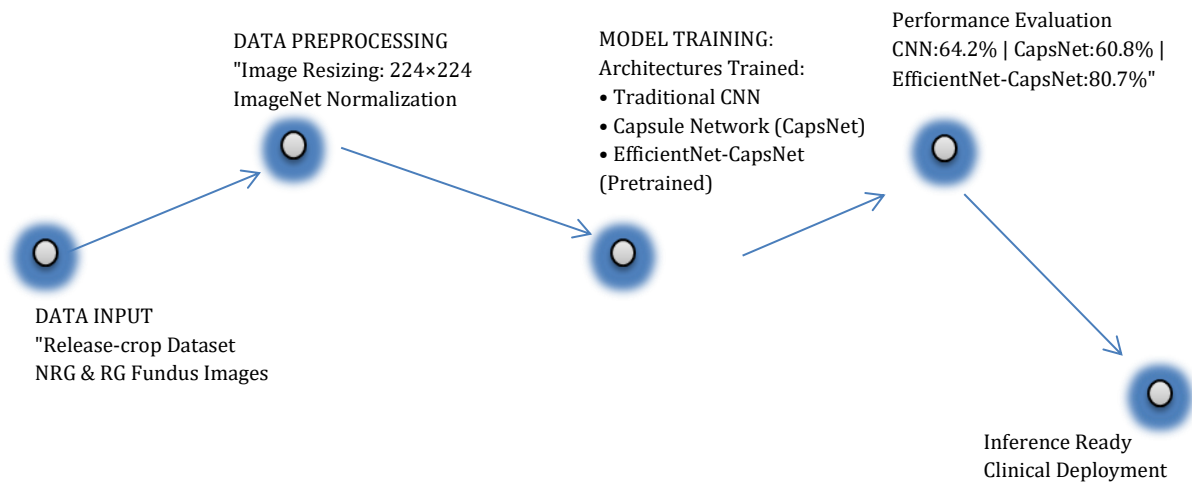 DATA INPUT
"Release-crop Dataset
NRG & RG Fundus Images
DATA PREPROCESSING
"Image Resizing: 224×224
ImageNet Normalization
MODEL TRAINING:
Architectures Trained:
• Traditional CNN
• Capsule Network (CapsNet)
• EfficientNet-CapsNet
(Pretrained)
Performance Evaluation
CNN:64.2% | CapsNet:60.8% |
EfficientNet-CapsNet:80.7%"
Inference Ready
Clinical Deployment